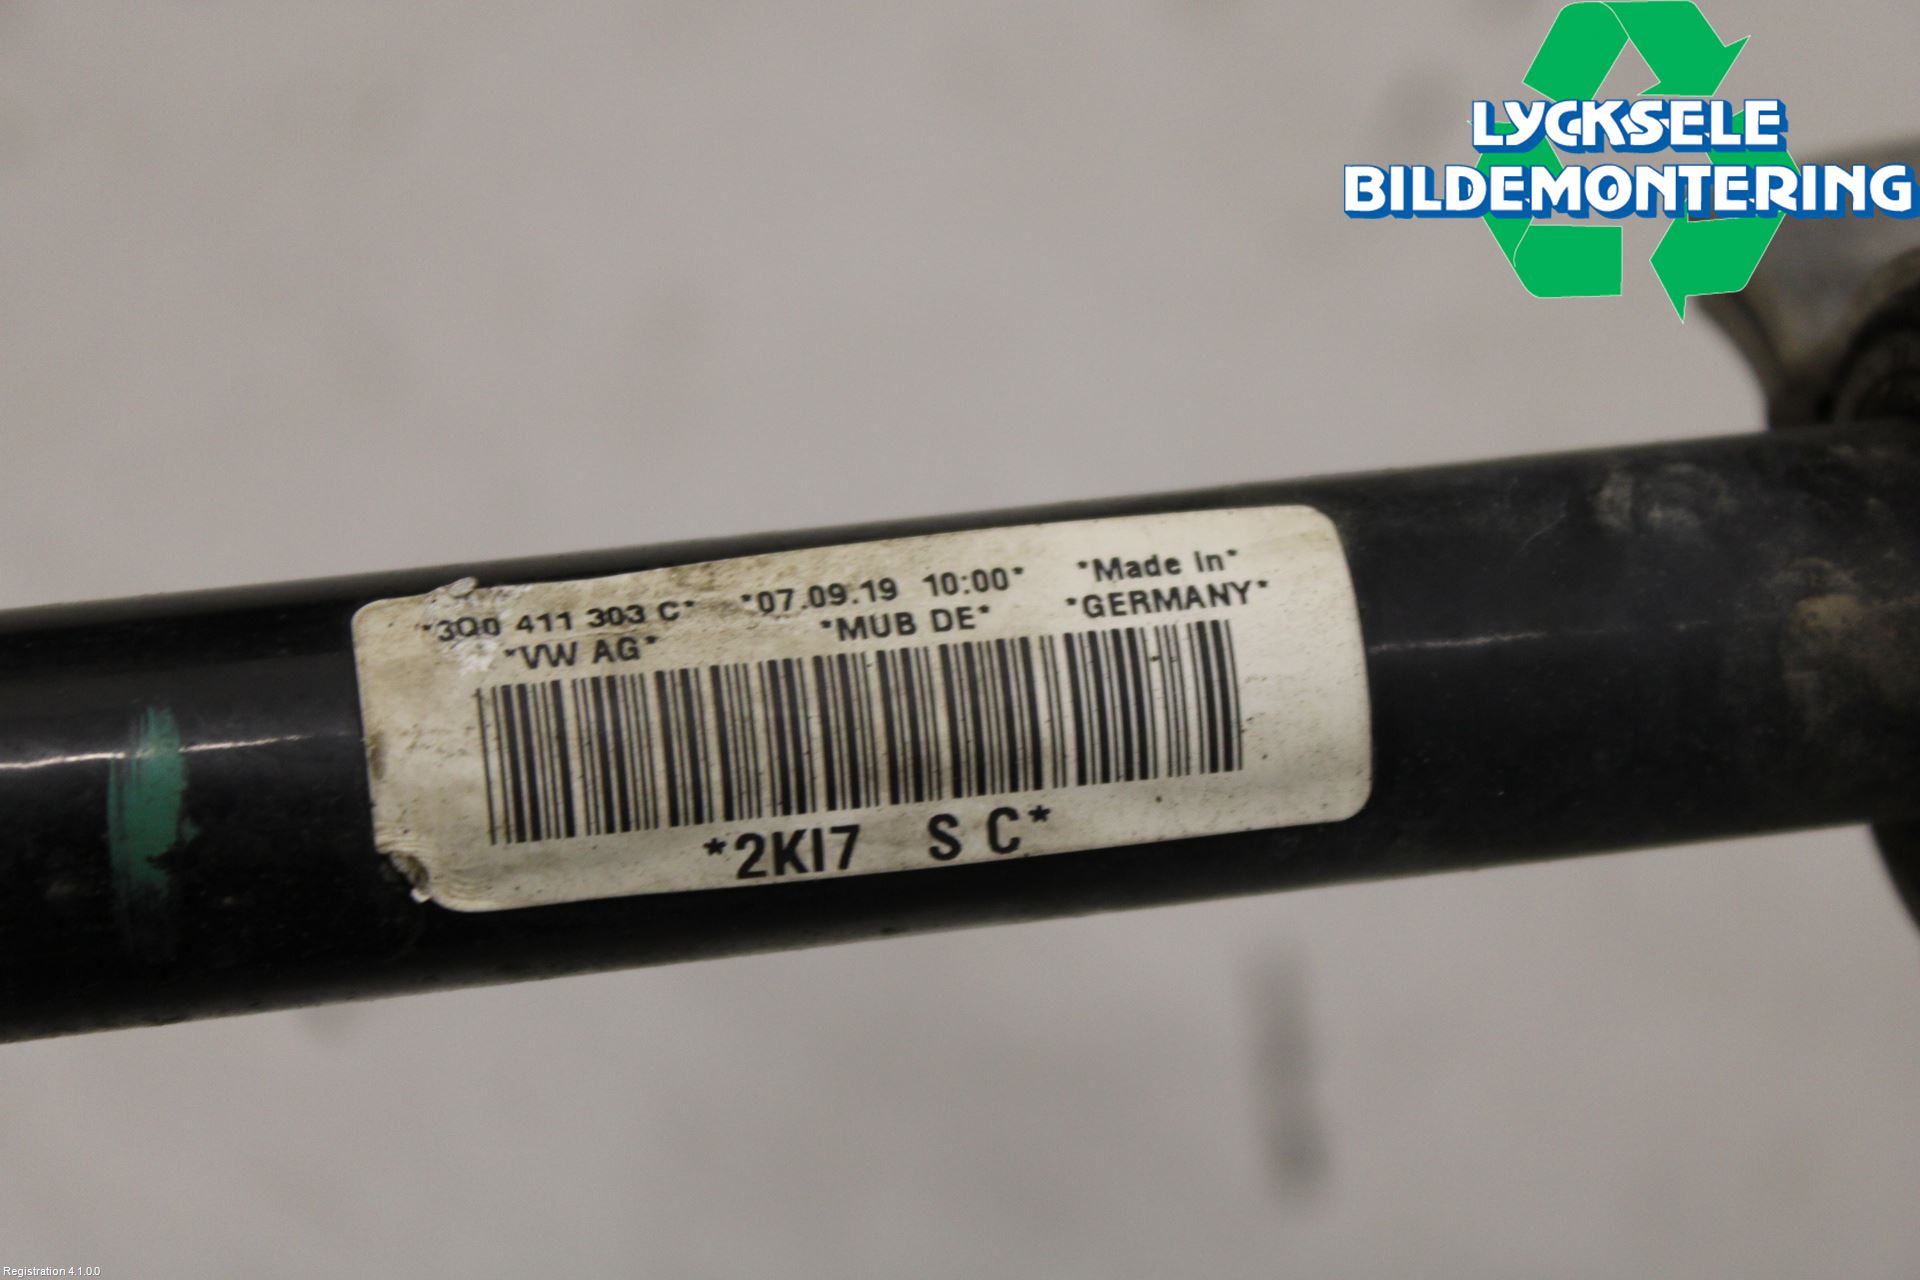 LYCKSELE
BILDEMONTERING
*3Q0 411 303 C* *07.09.19 10:00* *Made in*
*VW AG* *MUB DE* *GERMANY*
*2KI7 S C*
Registration 4.1.0.0